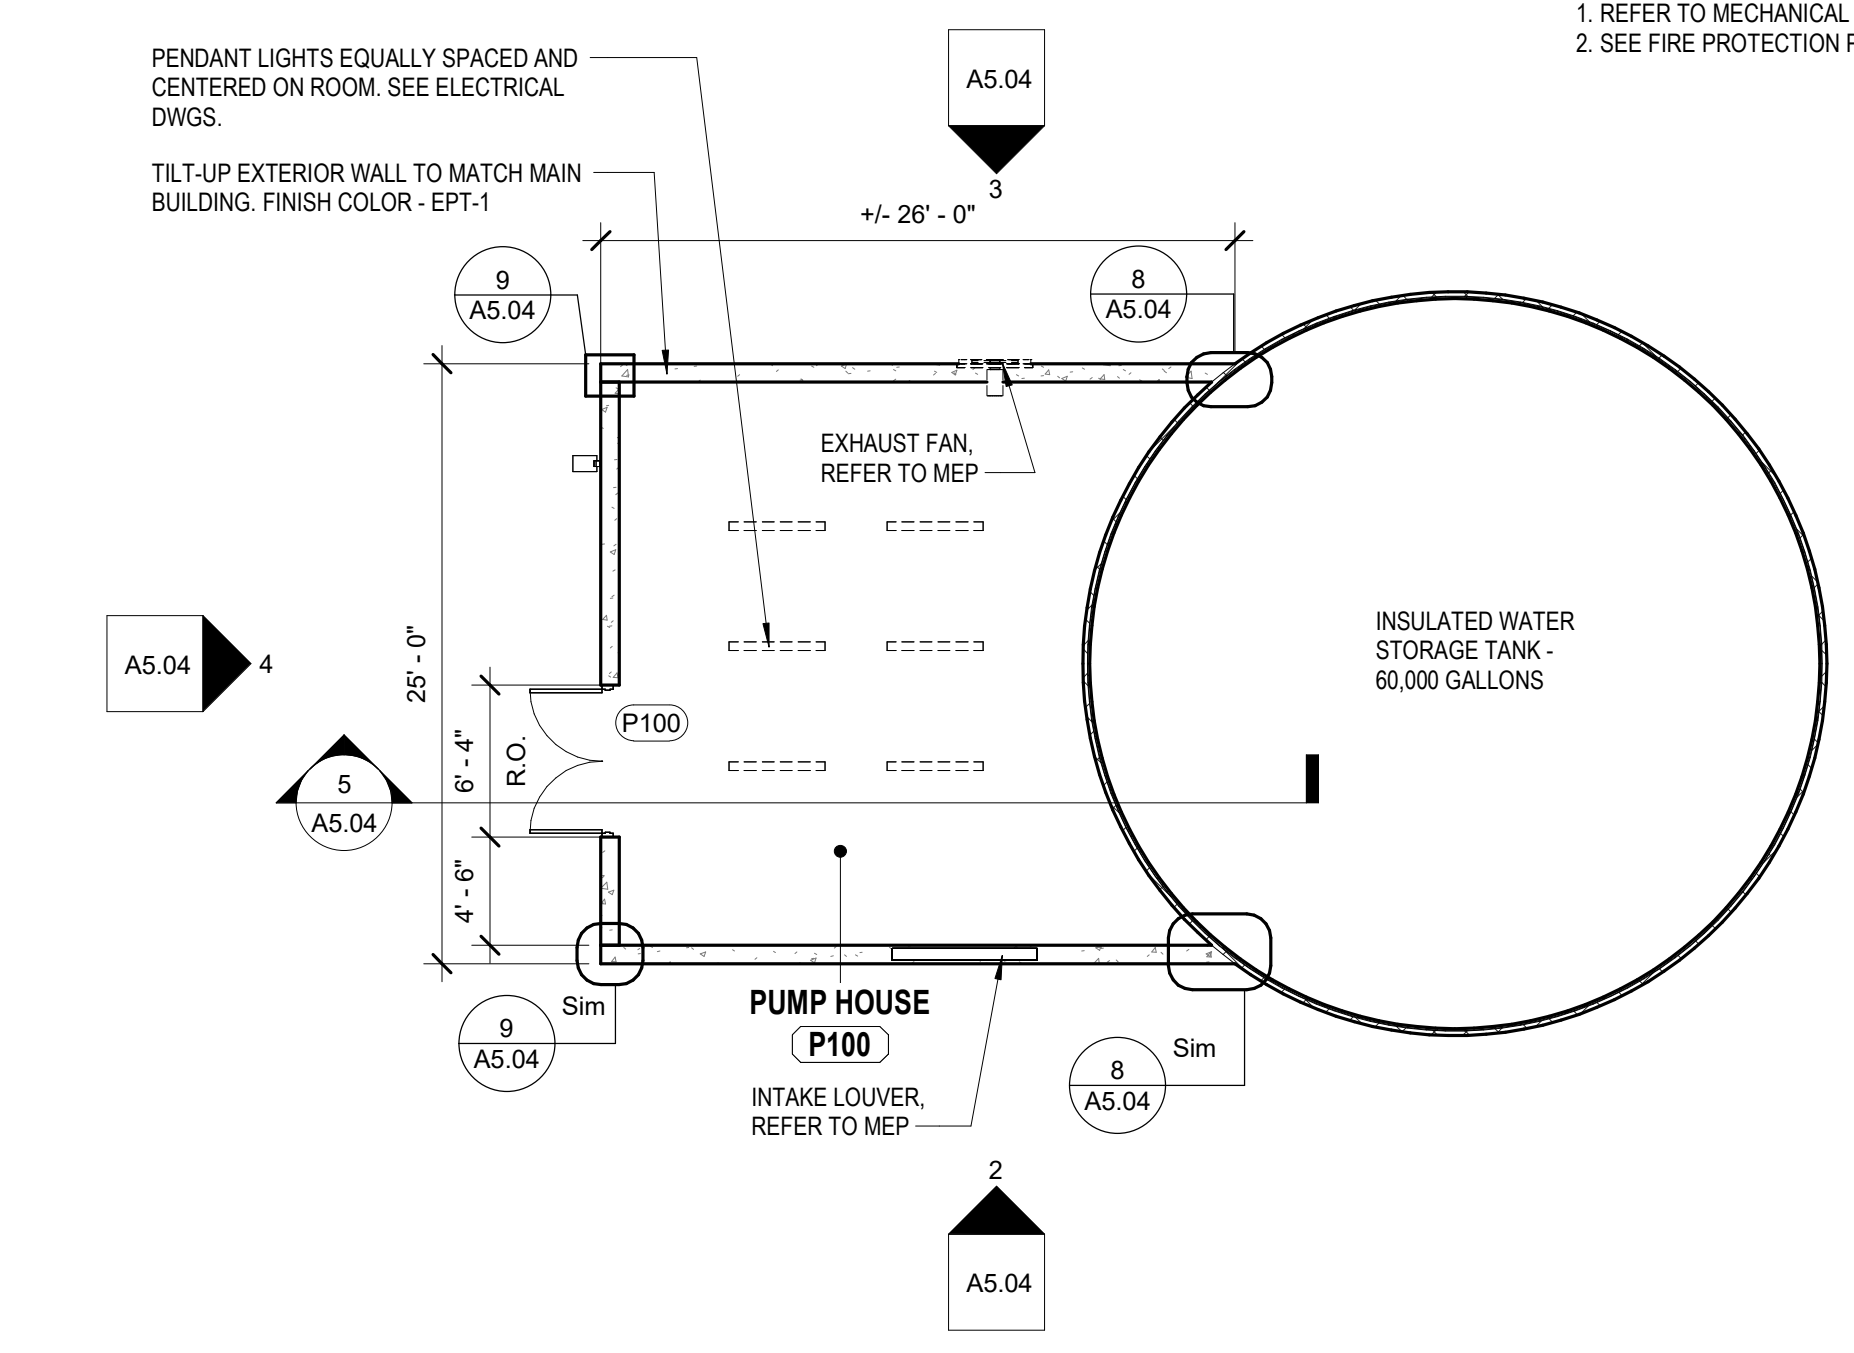 1. REFER TO MECHANICAL
2. SEE FIRE PROTECTION
PENDANT LIGHTS EQUALLY SPACED AND
CENTERED ON ROOM. SEE ELECTRICAL
DWGS.
TILT-UP EXTERIOR WALL TO MATCH MAIN
BUILDING. FINISH COLOR - EPT-1
A5.04
3
+/- 26' - 0"
9
A5.04
8
A5.04
EXHAUST FAN,
REFER TO MEP
A5.04
4
25' - 0"
INSULATED WATER
STORAGE TANK -
60,000 GALLONS
P100
6' - 4"
R.O.
5
A5.04
4' - 6"
Sim
9
A5.04
PUMP HOUSE
P100
Sim
8
A5.04
INTAKE LOUVER,
REFER TO MEP
2
A5.04